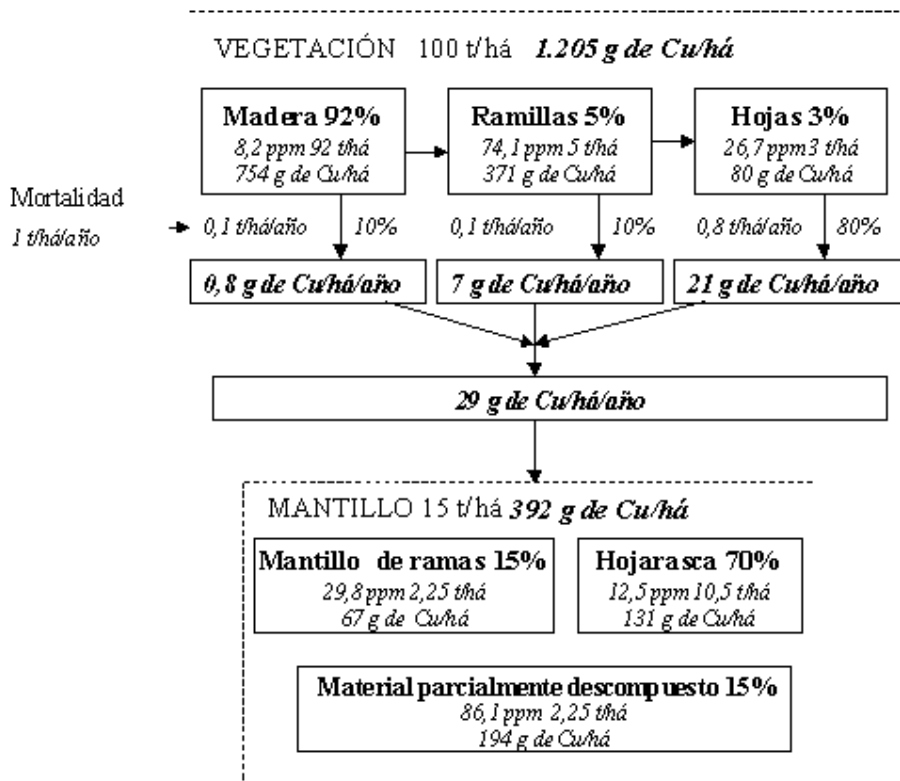 VEGETACIÓN 100 t/há 1.205 g de Cu/há
Madera 92%
8,2 ppm 92 t/há
754 g de Cu/há
Ramillas 5%
74,1 ppm 5 t/há
371 g de Cu/há
Hojas 3%
26,7 ppm 3 t/há
80 g de Cu/há
Mortalidad
1 t/há/año
0,1 t/há/año 10%
0,1 t/há/año 10%
0,8 t/há/año 80%
0,8 g de Cu/há/año
7 g de Cu/há/año
21 g de Cu/há/año
29 g de Cu/há/año
MANTILLO 15 t/há 392 g de Cu/há
Mantillo de ramas 15%
29,8 ppm 2,25 t/há
67 g de Cu/há
Hojarasca 70%
12,5 ppm 10,5 t/há
131 g de Cu/há
Material parcialmente descompuesto 15%
86,1 ppm 2,25 t/há
194 g de Cu/há